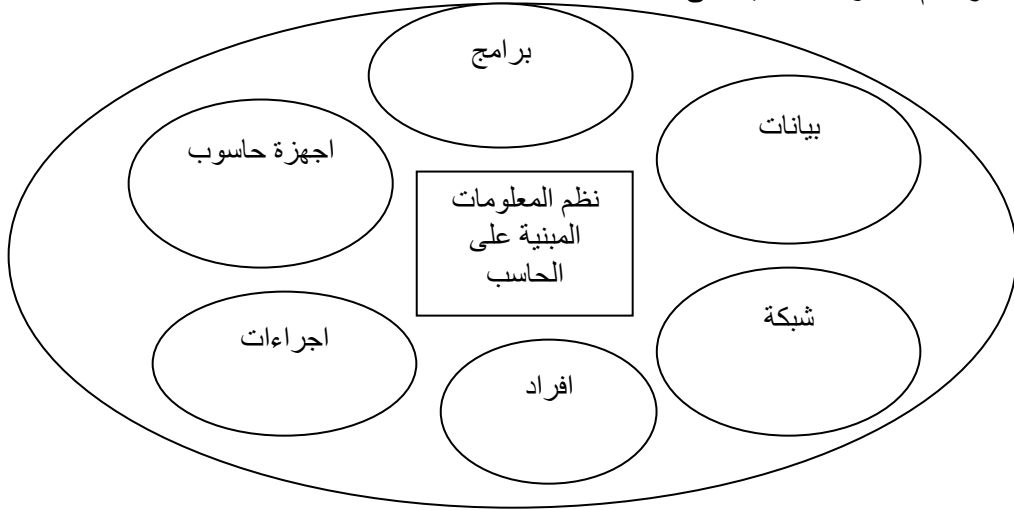 برامج
بيانات
اجهزة حاسوب
نظم المعلومات
المبنية على
الحاسب
شبكة
اجراءات
افراد